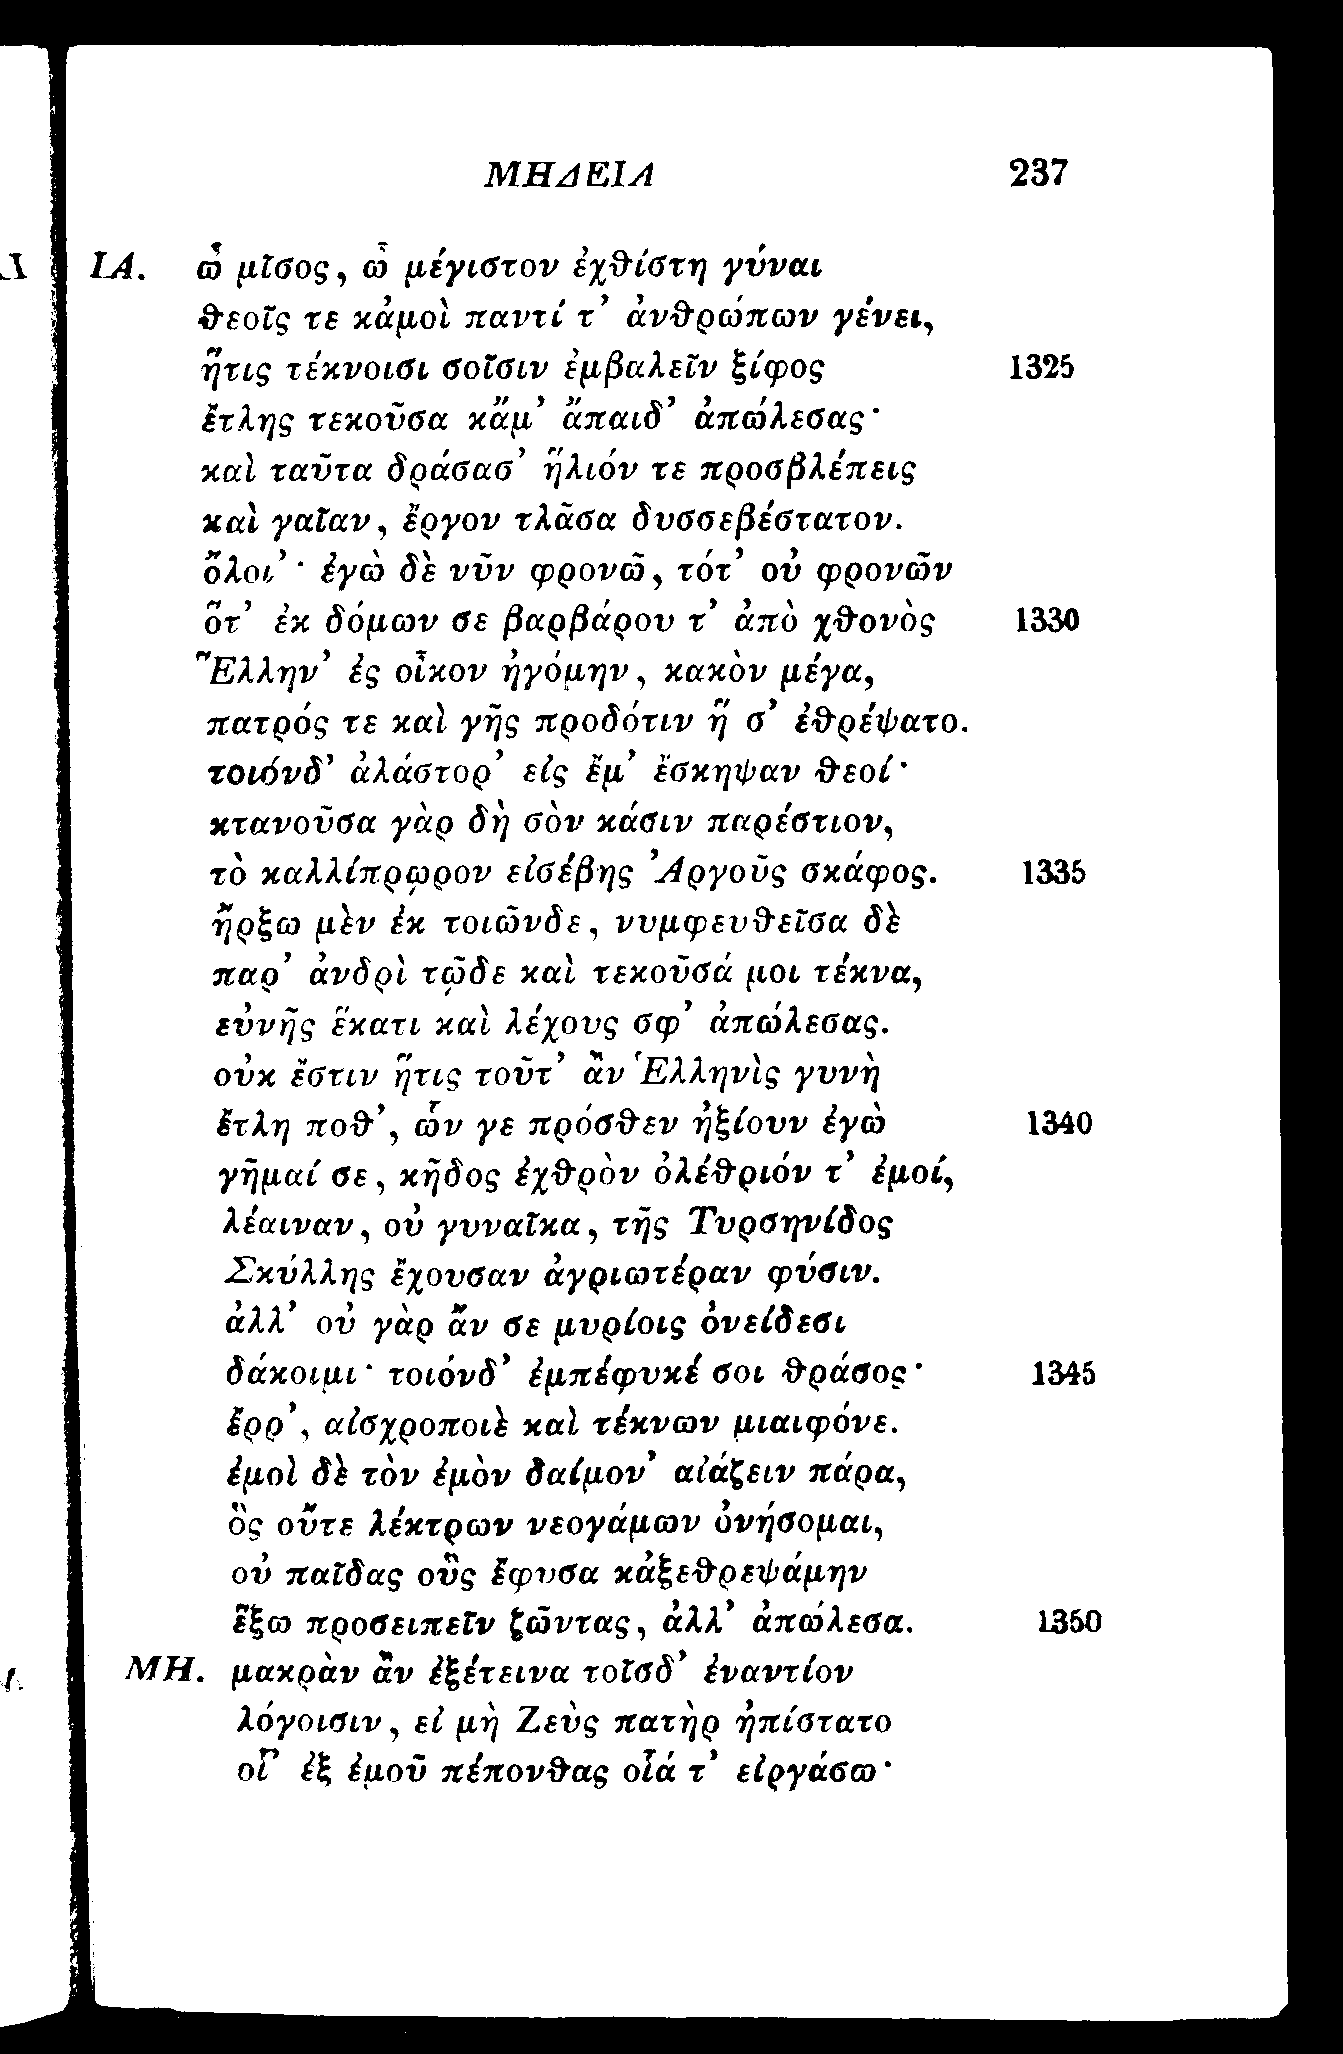 ΜΗΔΕΙΑ 237
ΙΑ. ὦ μῖσος, ὦ μέγιστον ἐχθίστη γύναι
θεοῖς τε κἀμοὶ παντί τ’ ἀνθρώπων γένει,
ἥτις τέκνοισι σοῖσιν ἐμβαλεῖν ξίφος 1325
ἔτλης τεκοῦσα κἄμ’ ἄπαιδ’ ἀπώλεσας·
καὶ ταῦτα δράσασ’ ἥλιόν τε προσβλέπεις
καὶ γαῖαν, ἔργον τλᾶσα δυσσεβέστατον.
ὄλοι’· ἐγὼ δὲ νῦν φρονῶ, τότ’ οὐ φρονῶν
ὅτ’ ἐκ δόμων σε βαρβάρου τ’ ἀπὸ χθονὸς 1330
Ἕλλην’ ἐς οἶκον ἠγόμην, κακὸν μέγα,
πατρός τε καὶ γῆς προδότιν ἥ σ’ ἐθρέψατο.
τοιόνδ’ ἀλάστορ’ εἰς ἔμ’ ἔσκηψαν θεοί·
κτανοῦσα γὰρ δὴ σὸν κάσιν παρέστιον,
τὸ καλλίπρῳρον εἰσέβης Ἀργοῦς σκάφος. 1335
ἦρξω μὲν ἐκ τοιῶνδε, νυμφευθεῖσα δὲ
παρ’ ἀνδρὶ τῷδε καὶ τεκοῦσά μοι τέκνα,
εὐνῆς ἕκατι καὶ λέχους σφ’ ἀπώλεσας.
οὐκ ἔστιν ἥτις τοῦτ’ ἂν Ἑλληνὶς γυνὴ
ἔτλη ποθ’, ὧν γε πρόσθεν ἠξίουν ἐγὼ 1340
γῆμαί σε, κῆδος ἐχθρὸν ὀλέθριόν τ’ ἐμοί,
λέαιναν, οὐ γυναῖκα, τῆς Τυρσηνίδος
Σκύλλης ἔχουσαν ἀγριωτέραν φύσιν.
ἀλλ’ οὐ γὰρ ἄν σε μυρίοις ὀνείδεσι
δάκοιμι· τοιόνδ’ ἐμπέφυκέ σοι θράσος· 1345
ἔρρ’, αἰσχροποιὲ καὶ τέκνων μιαιφόνε.
ἐμοὶ δὲ τὸν ἐμὸν δαίμον’ αἰάζειν πάρα,
ὃς οὔτε λέκτρων νεογάμων ὀνήσομαι,
οὐ παῖδας οὓς ἔφυσα κἀξεθρεψάμην
ἕξω προσειπεῖν ζῶντας, ἀλλ’ ἀπώλεσα. 1350
ΜΗ. μακρὰν ἂν ἐξέτεινα τοῖσδ’ ἐναντίον
λόγοισιν, εἰ μὴ Ζεὺς πατὴρ ἠπίστατο
οἷ’ ἐξ ἐμοῦ πέπονθας οἷά τ’ εἰργάσω·